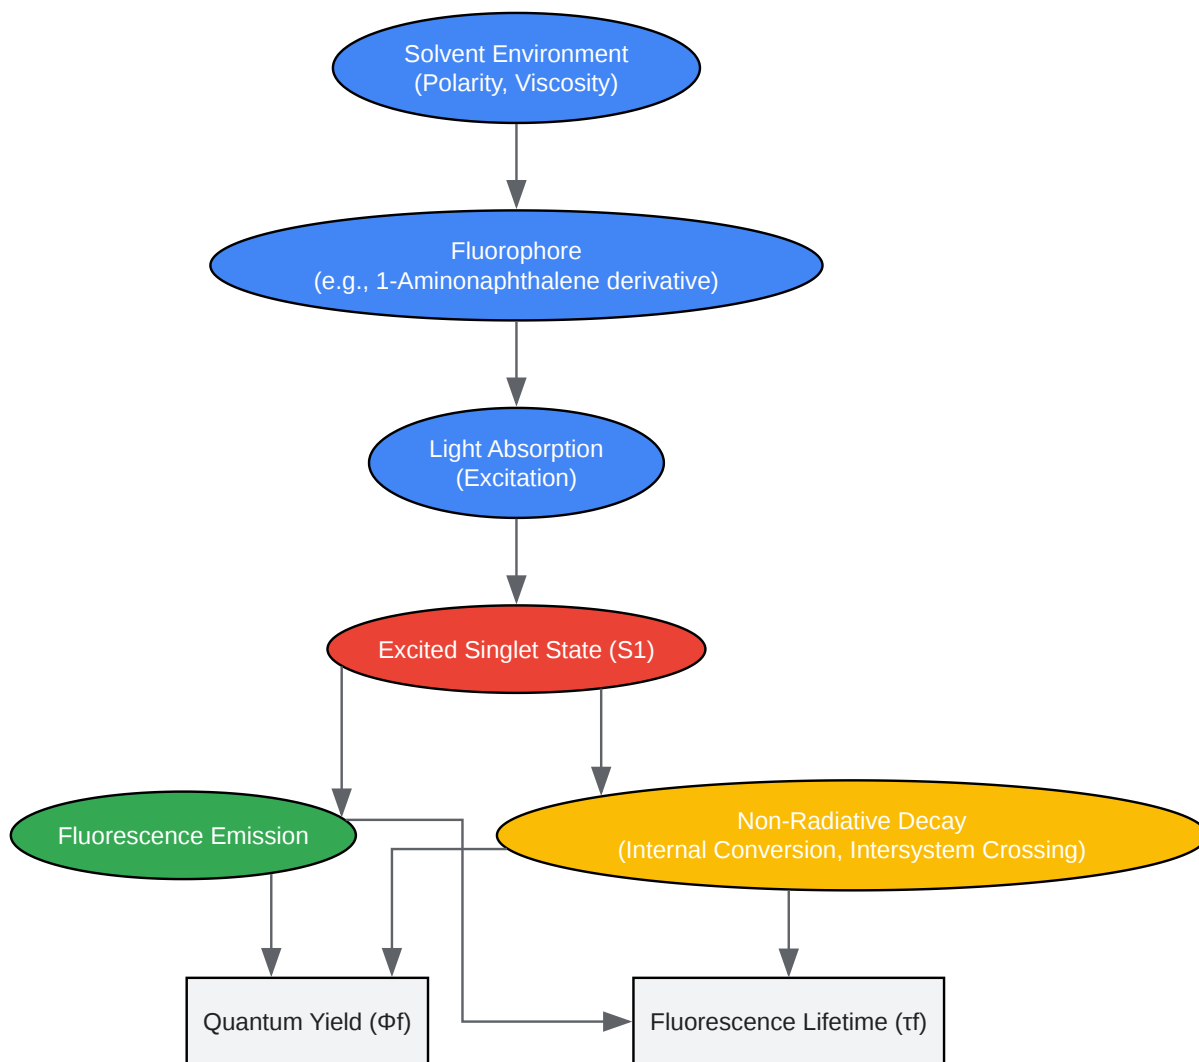 Solvent Environment
(Polarity, Viscosity)
Fluorophore
(e.g., 1-Aminonaphthalene derivative)
Light Absorption
(Excitation)
Excited Singlet State (S1)
Fluorescence Emission
Non-Radiative Decay
(Internal Conversion, Intersystem Crossing)
Quantum Yield (Φf)
Fluorescence Lifetime (τf)